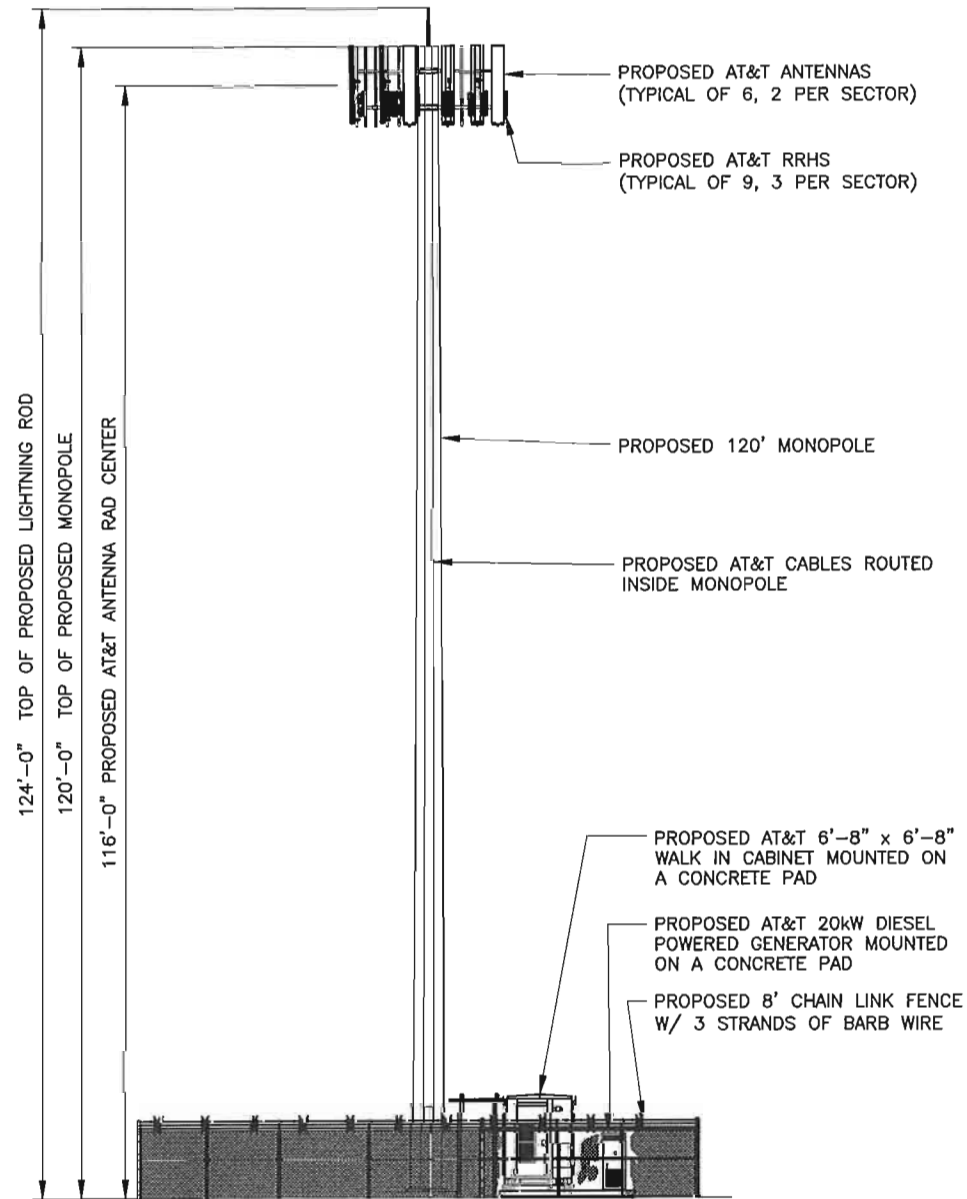 PROPOSED AT&T ANTENNAS
(TYPICAL OF 6, 2 PER SECTOR)
PROPOSED AT&T RRHS
(TYPICAL OF 9, 3 PER SECTOR)
124'-0" TOP OF PROPOSED LIGHTNING ROD
120'-0" TOP OF PROPOSED MONOPOLE
116'-0" PROPOSED AT&T ANTENNA RAD CENTER
PROPOSED 120' MONOPOLE
PROPOSED AT&T CABLES ROUTED
INSIDE MONOPOLE
PROPOSED AT&T 6'-8" x 6'-8"
WALK IN CABINET MOUNTED ON
A CONCRETE PAD
PROPOSED AT&T 20kW DIESEL
POWERED GENERATOR MOUNTED
ON A CONCRETE PAD
PROPOSED 8' CHAIN LINK FENCE
W/ 3 STRANDS OF BARB WIRE